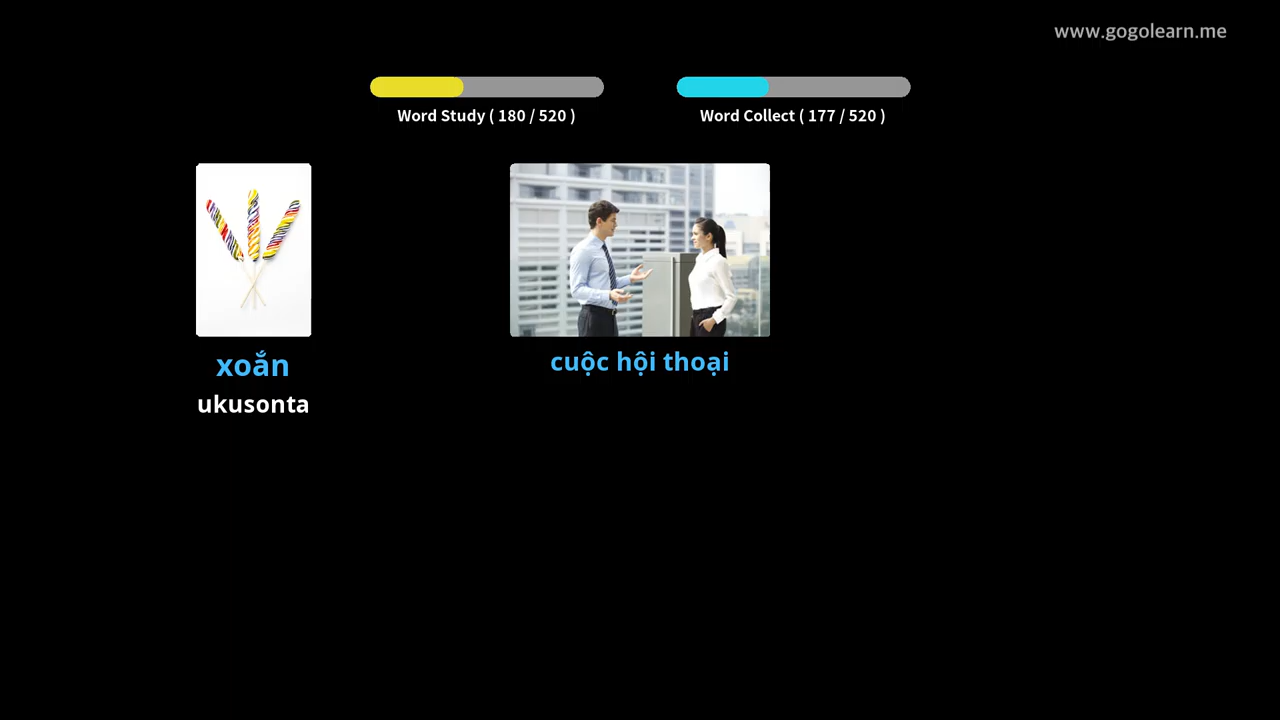 www.gogolearn.me
Word Study ( 180 / 520 )
Word Collect ( 177 / 520 )
xoắn
ukusonta
cuộc hội thoại